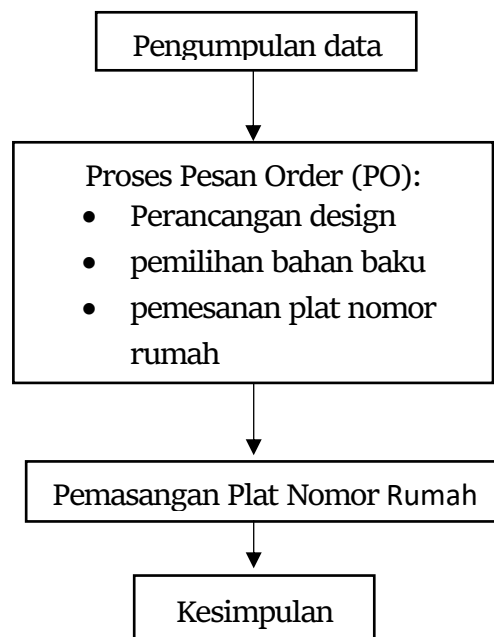 Pengumpulan data
Proses Pesan Order (PO):
• Perancangan design
• pemilihan bahan baku
• pemesanan plat nomor
rumah
Pemasangan Plat Nomor Rumah
Kesimpulan